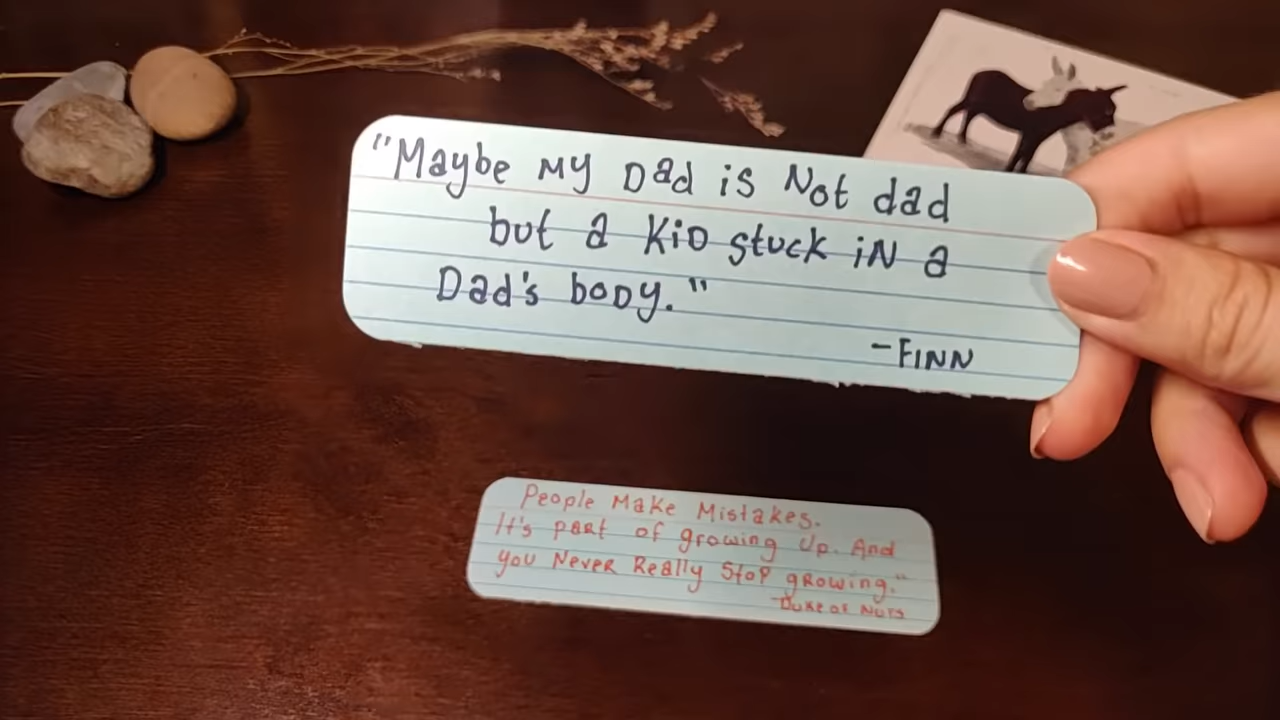 "Maybe My Dad is Not dad
but a KiD stuck iN a
Dad's boDy."
-FINN
People Make Mistakes.
It's part of growing Up. And
you Never Really Stop growing."
-Duke of Nuts